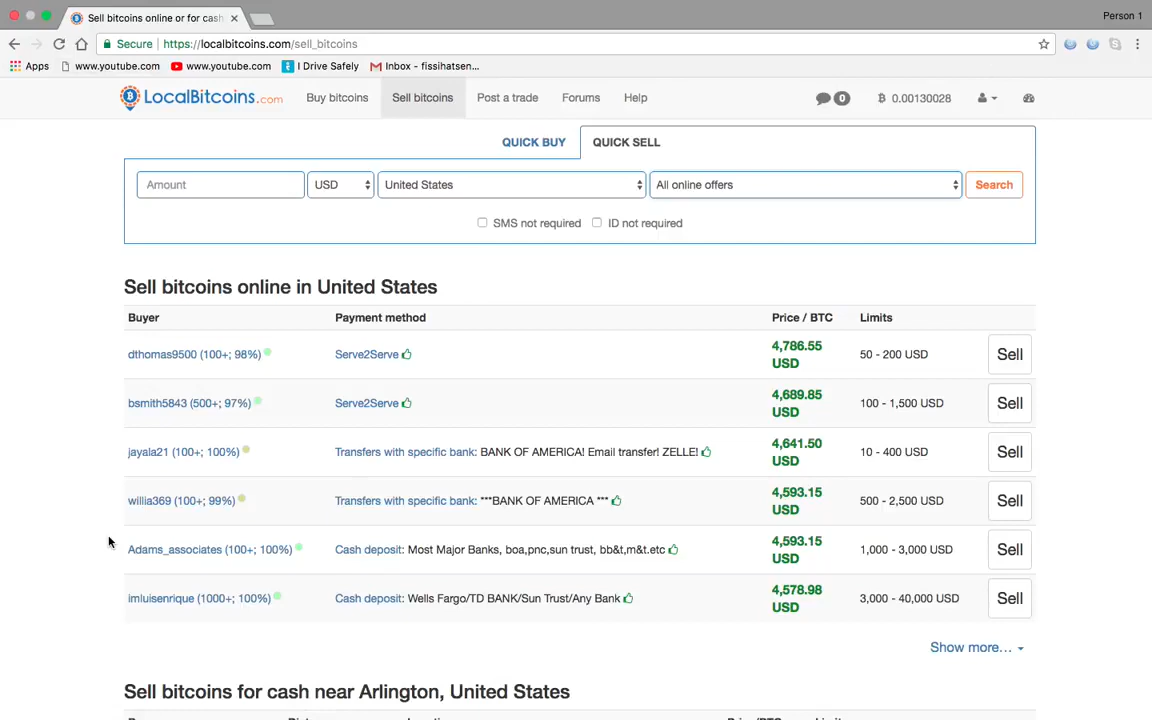 Sell bitcoins online or for cash
Person 1
Secure | https://localbitcoins.com/sell_bitcoins
Apps www.youtube.com www.youtube.com I Drive Safely Inbox - fissihatsen...
LocalBitcoins.com Buy bitcoins Sell bitcoins Post a trade Forums Help 0 0.00130028
QUICK BUY QUICK SELL
Amount USD United States All online offers Search
SMS not required ID not required
Sell bitcoins online in United States
Buyer Payment method Price / BTC Limits
dthomas9500 (100+; 98%) Serve2Serve 4,786.55 USD 50 - 200 USD Sell
bsmith5843 (500+; 97%) Serve2Serve 4,689.85 USD 100 - 1,500 USD Sell
jayala21 (100+; 100%) Transfers with specific bank: BANK OF AMERICA! Email transfer! ZELLE! 4,641.50 USD 10 - 400 USD Sell
willia369 (100+; 99%) Transfers with specific bank: ***BANK OF AMERICA *** 4,593.15 USD 500 - 2,500 USD Sell
Adams_associates (100+; 100%) Cash deposit: Most Major Banks, boa,pnc,sun trust, bb&t,m&t.etc 4,593.15 USD 1,000 - 3,000 USD Sell
imluisenrique (1000+; 100%) Cash deposit: Wells Fargo/TD BANK/Sun Trust/Any Bank 4,578.98 USD 3,000 - 40,000 USD Sell
Show more...
Sell bitcoins for cash near Arlington, United States